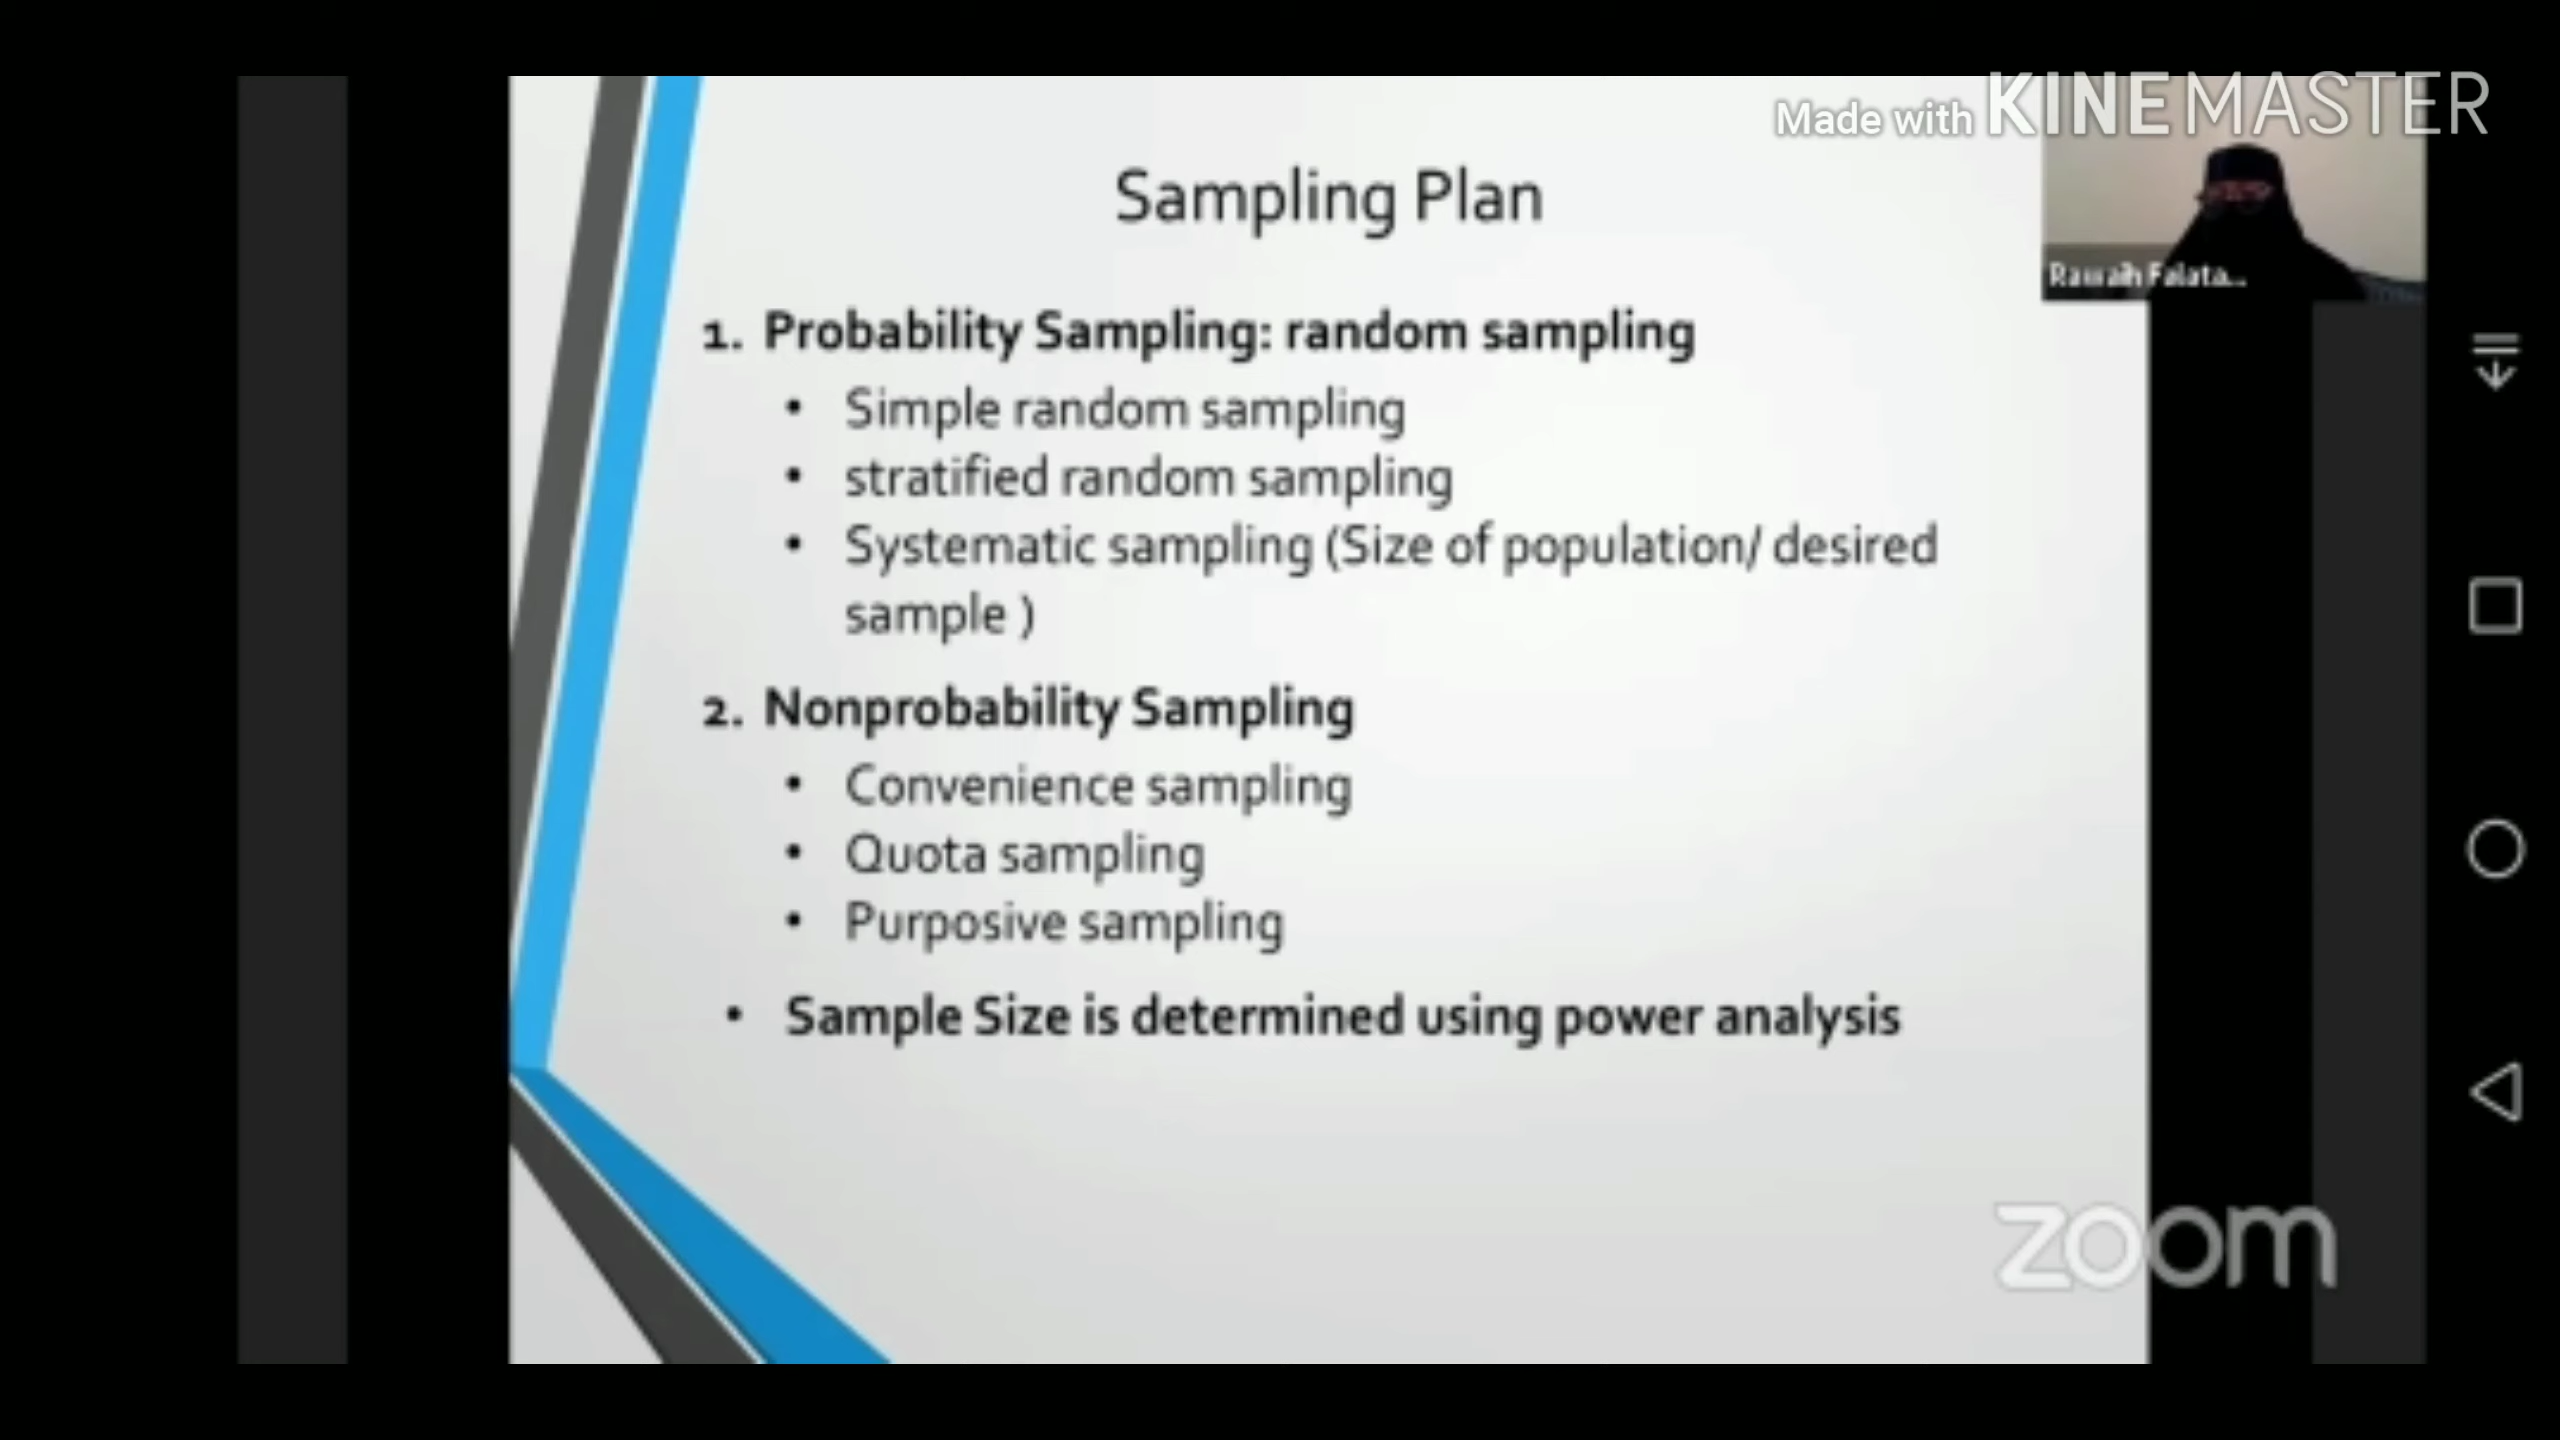 Made with KINEMASTER
Sampling Plan
1. Probability Sampling: random sampling
• Simple random sampling
• stratified random sampling
• Systematic sampling (Size of population/ desired
sample )
2. Nonprobability Sampling
• Convenience sampling
• Quota sampling
• Purposive sampling
• Sample Size is determined using power analysis
Rawaih Falata...
zoom